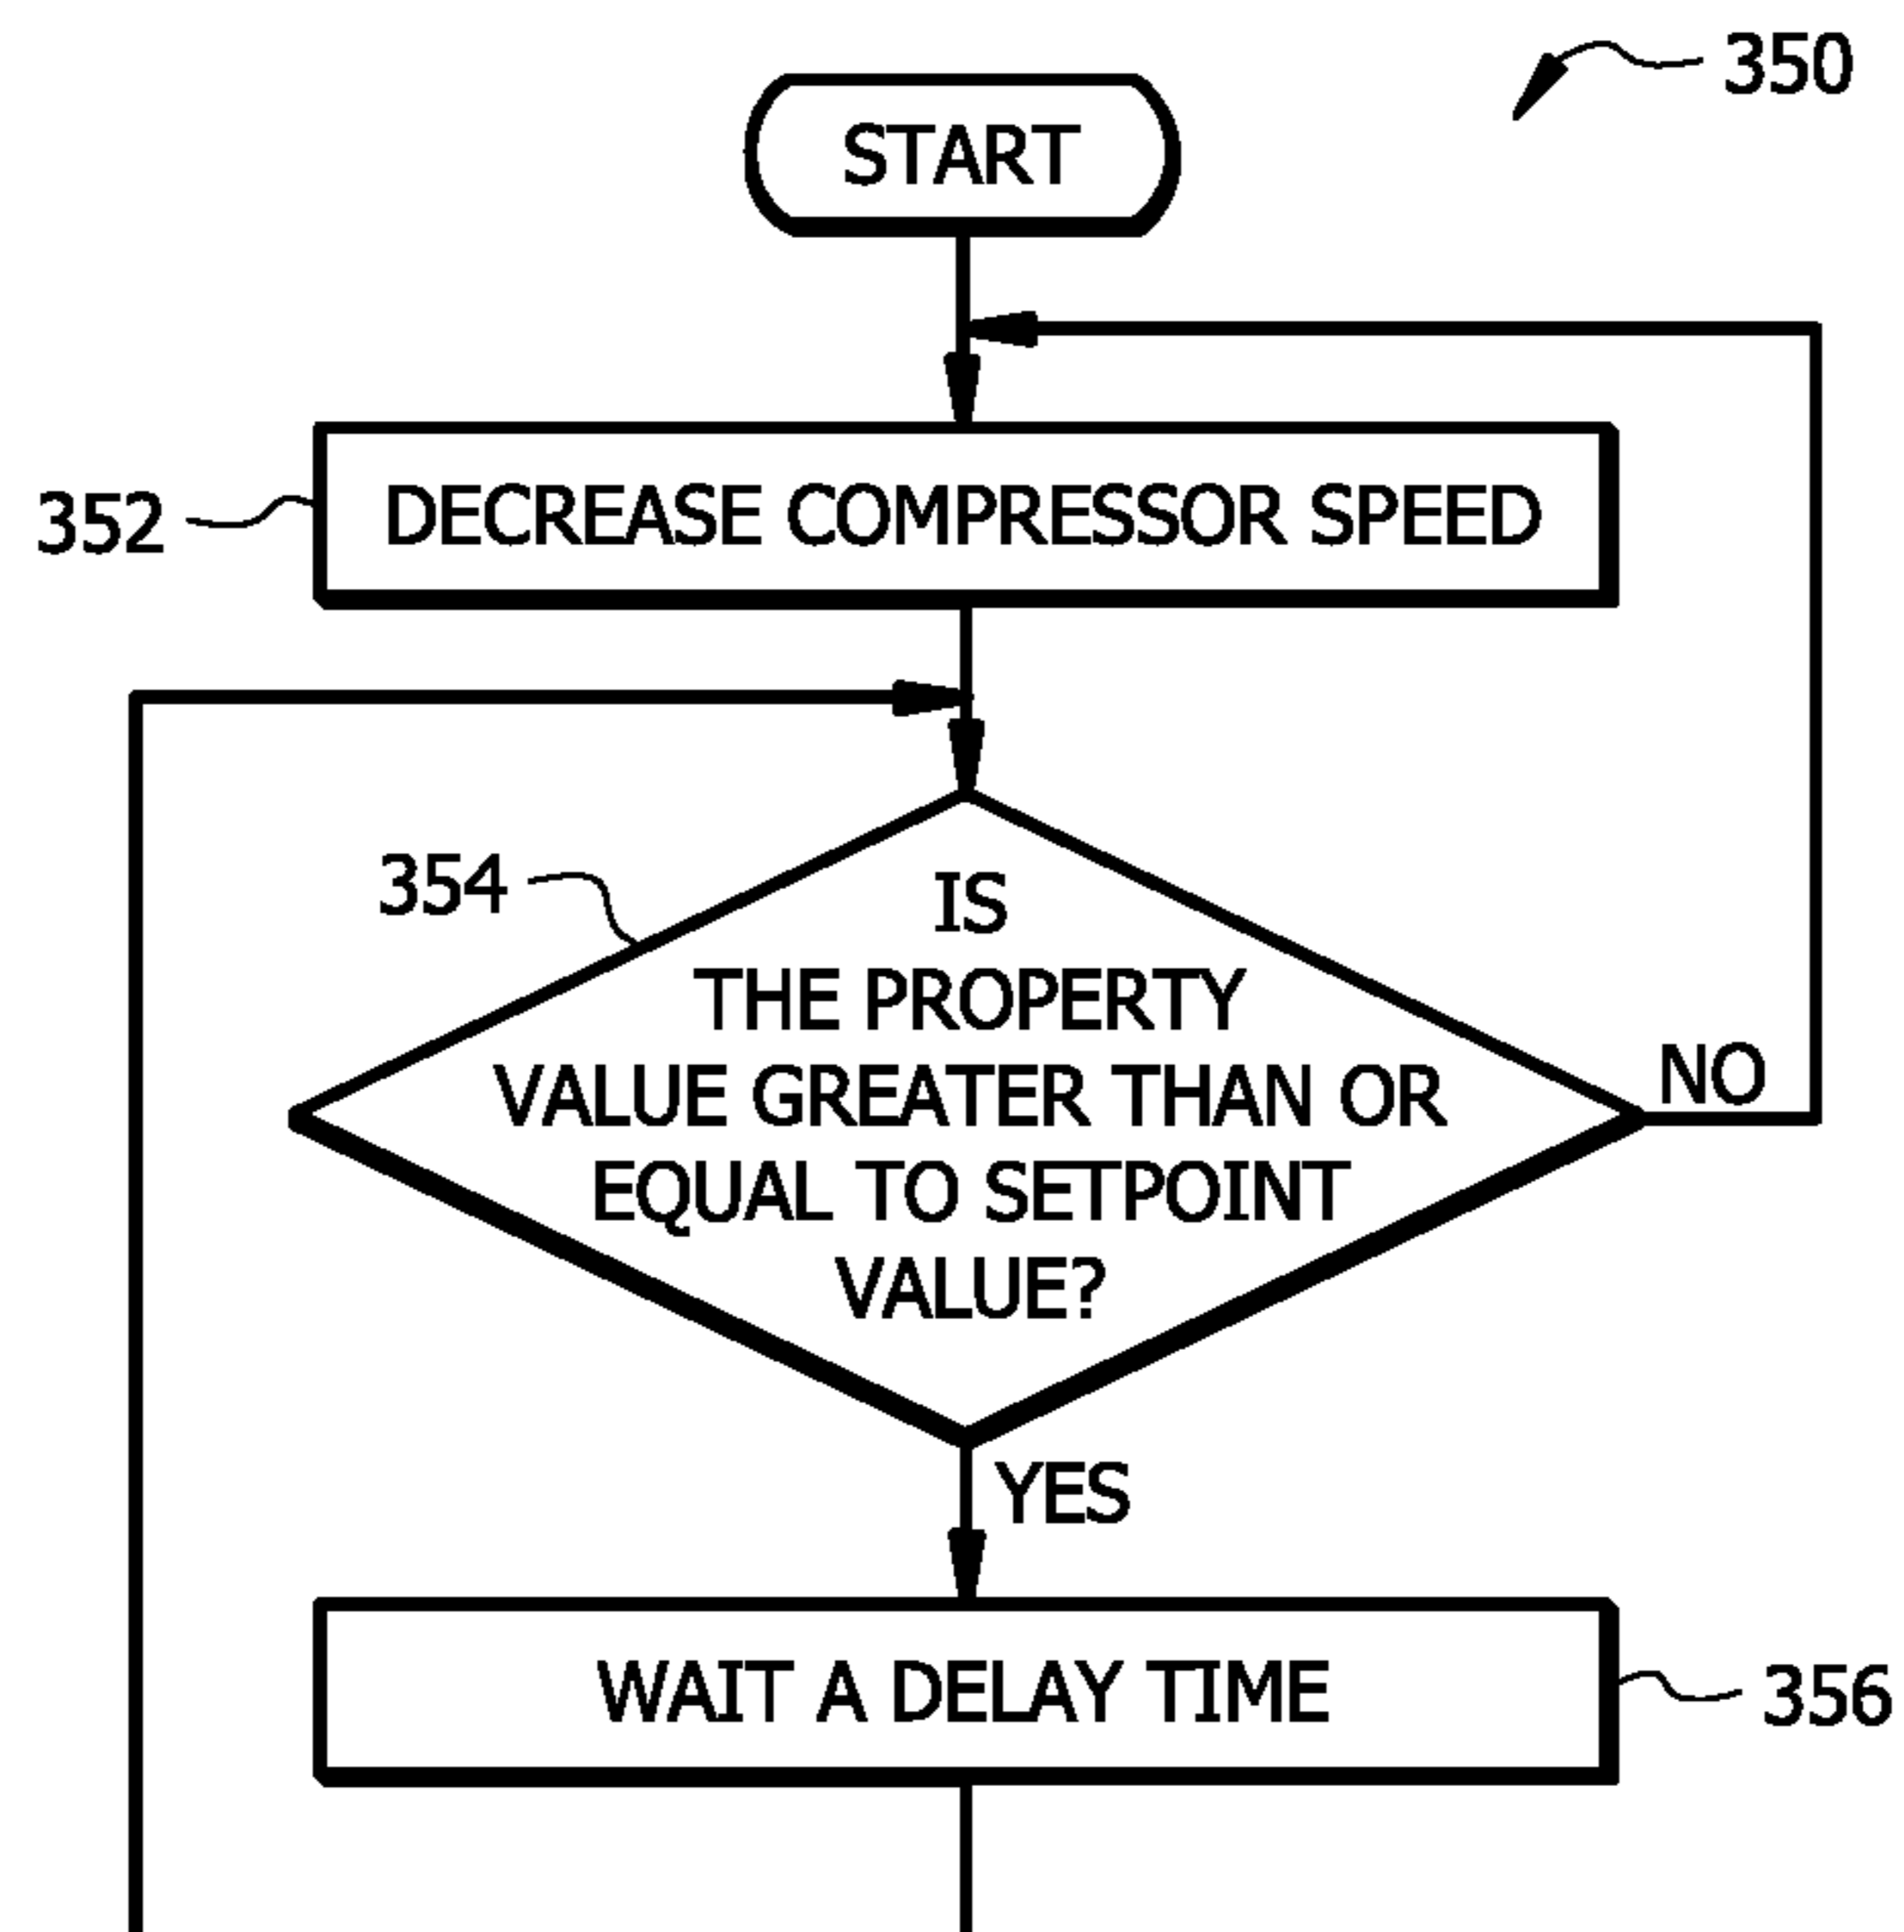 350
START
352
DECREASE COMPRESSOR SPEED
354
IS
THE PROPERTY
VALUE GREATER THAN OR
EQUAL TO SETPOINT
VALUE?
NO
YES
WAIT A DELAY TIME
356